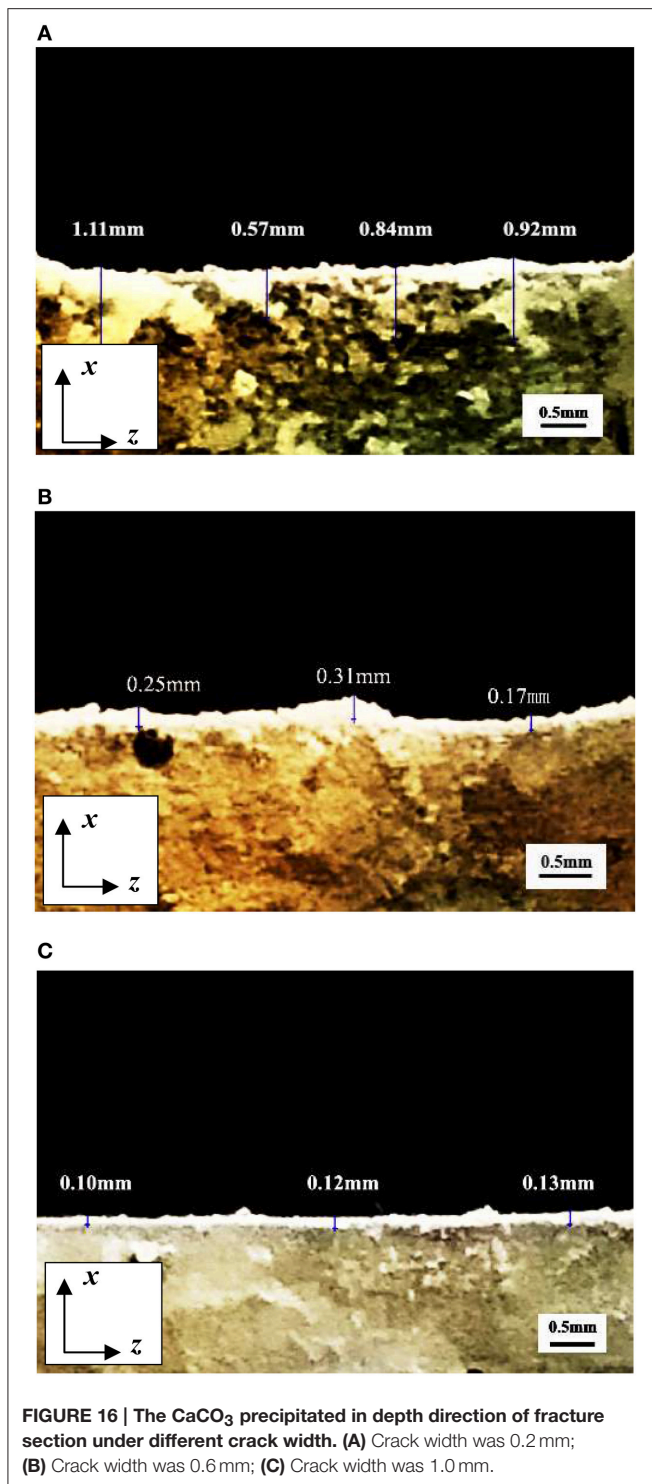 A
1.11mm 0.57mm 0.84mm 0.92mm
x
z
0.5mm
B
0.25mm 0.31mm 0.17mm
x
z
0.5mm
C
0.10mm 0.12mm 0.13mm
x
z
0.5mm
FIGURE 16 | The CaCO₃ precipitated in depth direction of fracture
section under different crack width. (A) Crack width was 0.2 mm;
(B) Crack width was 0.6 mm; (C) Crack width was 1.0 mm.